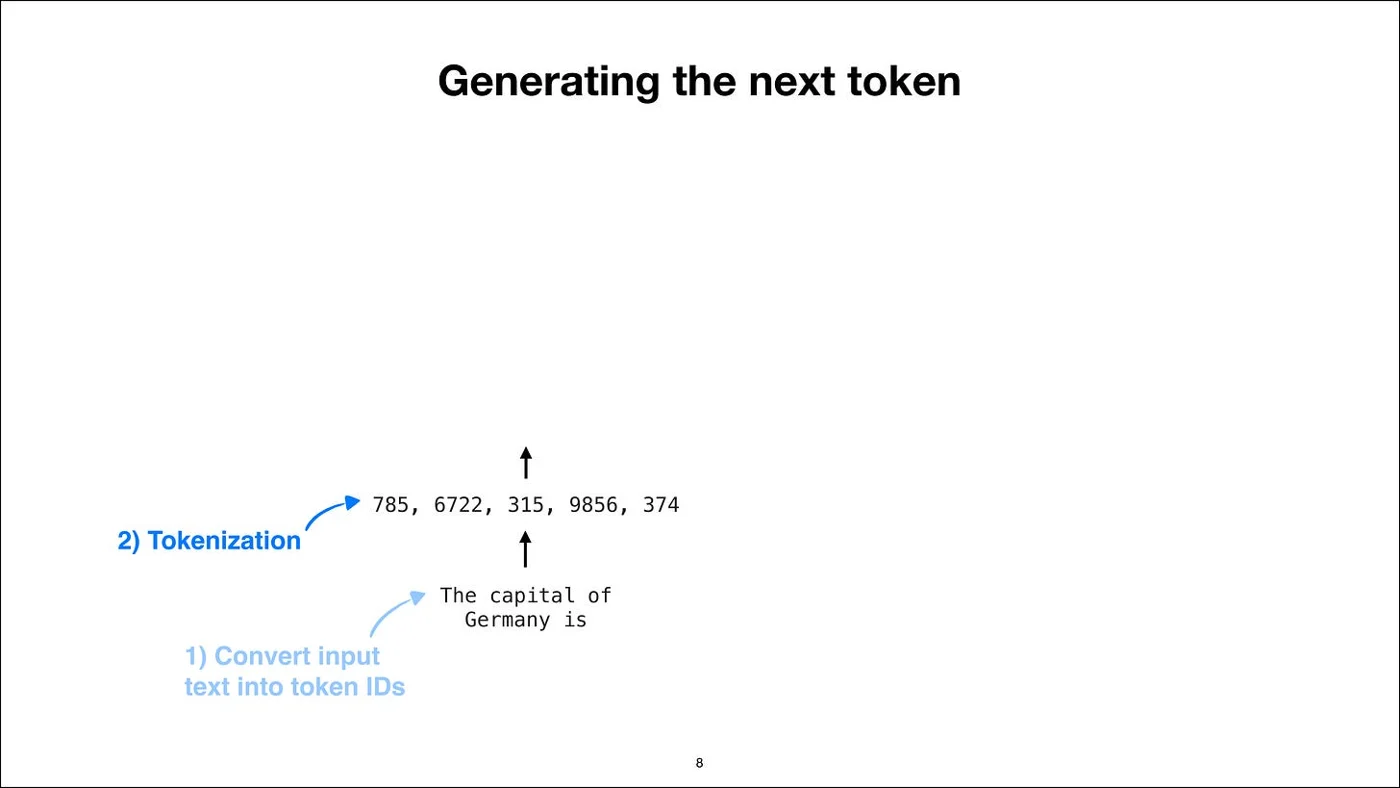 Generating the next token
785, 6722, 315, 9856, 374
2) Tokenization
The capital of
Germany is
1) Convert input
text into token IDs
8